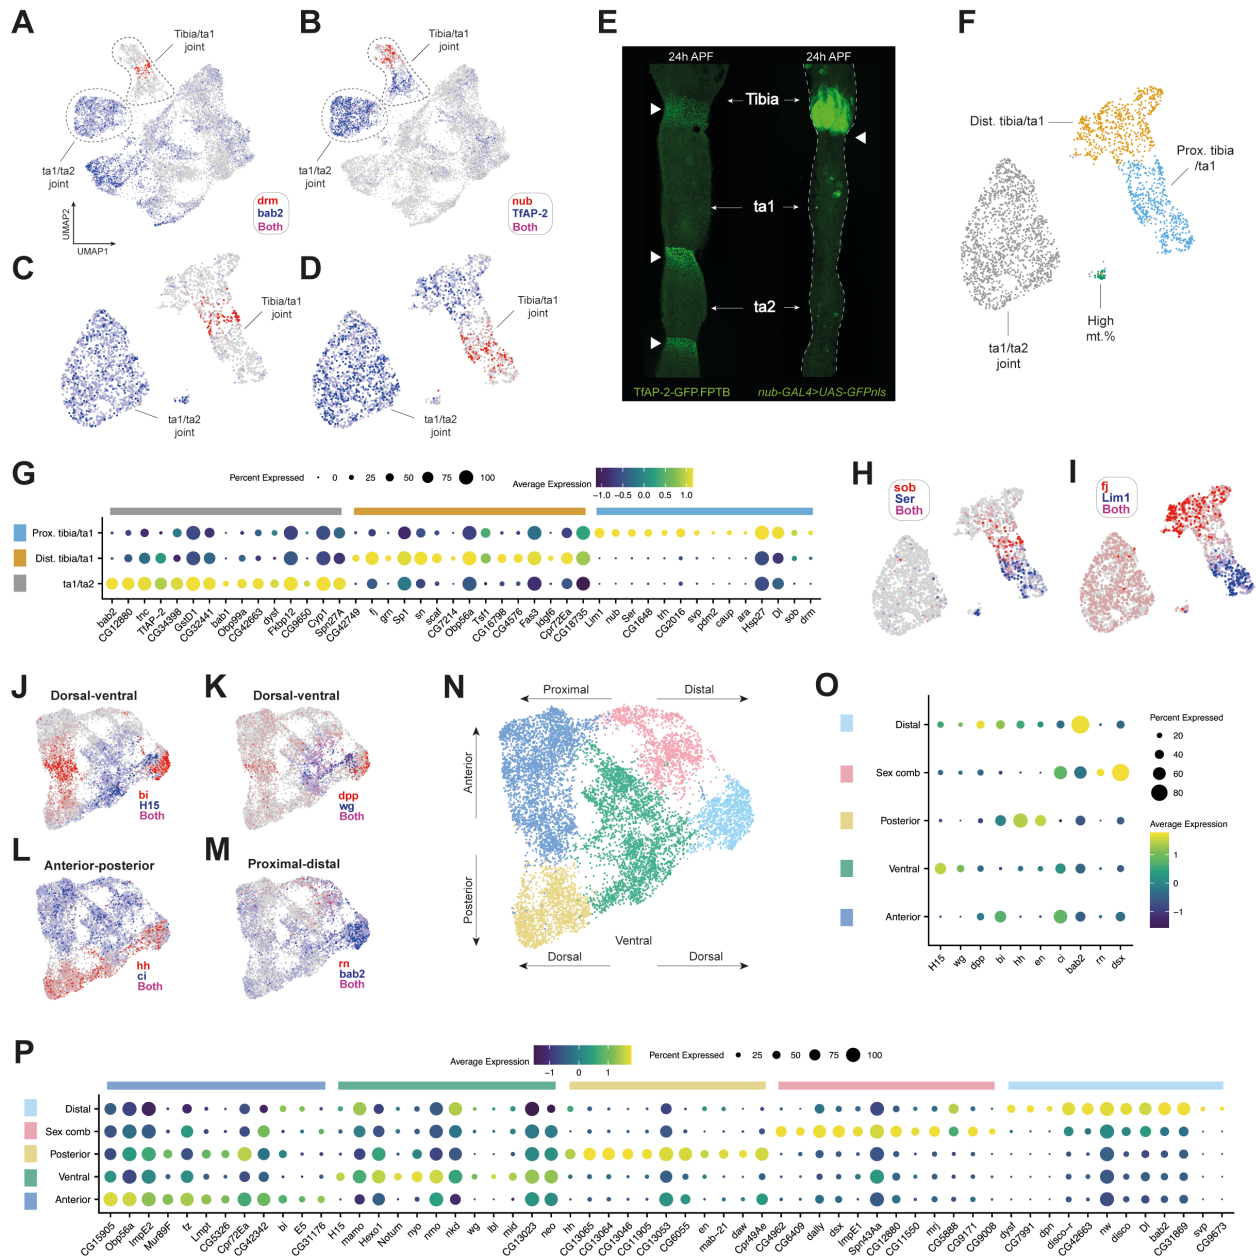 A
Tibia/ta1
joint
ta1/ta2
joint
UMAP2
UMAP1
drm
bab2
Both
B
Tibia/ta1
joint
ta1/ta2
joint
nub
TfAP-2
Both
C
Tibia/ta1
joint
ta1/ta2
joint
D
Tibia/ta1
joint
ta1/ta2
joint
E
24h APF
24h APF
Tibia
ta1
ta2
TfAP-2-GFP.FPTB
nub-GAL4>UAS-GFPnls
F
Dist. tibia/ta1
Prox. tibia
/ta1
High
mt.%
ta1/ta2
joint
G
Percent Expressed 0 25 50 75 100
Average Expression −1.0 −0.5 0.0 0.5 1.0
Prox. tibia/ta1
Dist. tibia/ta1
ta1/ta2
bab2 CG12880 tnc TfAP−2 CG34398 GstD1 CG32441 bab1 Obp99a CG42663 dysf Fkbp12 CG9650 Cyp1 Spn27A CG42749 fj grn Sp1 sn scaf CG7214 Obp56a Tsf1 CG16798 CG4576 Fas3 Idgf6 Cpr72Ea CG18735 Lim1 nub Ser CG1648 trh CG2016 svp pdm2 caup ara Hsp27 Dl sob drm
H
sob
Ser
Both
I
fj
Lim1
Both
J
Dorsal-ventral
bi
H15
Both
K
Dorsal-ventral
dpp
wg
Both
L
Anterior-posterior
hh
ci
Both
M
Proximal-distal
rn
bab2
Both
N
Proximal
Distal
Anterior
Posterior
Ventral
Dorsal
Dorsal
O
Distal
Sex comb
Posterior
Ventral
Anterior
H15 wg dpp bi hh en ci bab2 rn dsx
Percent Expressed
20
40
60
80
Average Expression
1
0
−1
P
Average Expression −1 0 1
Percent Expressed 25 50 75 100
Distal
Sex comb
Posterior
Ventral
Anterior
CG15905 Obp56a ImpE2 Mur89F fz Lmpt CG5326 Cpr72Ea CG42342 bi E5 CG31176 H15 mamo Hexo1 Notum nyo nmo nkd wg lbl mid CG13023 neo hh CG13065 CG13064 CG13046 CG11905 CG13053 CG6055 en mab−21 daw Cpr49Ae CG4962 CG6409 dally dsx ImpE1 Spn43Aa CG12880 CG11550 mrj CG5988 CG9171 CG9008 dysf CG7991 dpn disco−r CG42663 nw disco Dl bab2 CG31869 svp CG9673